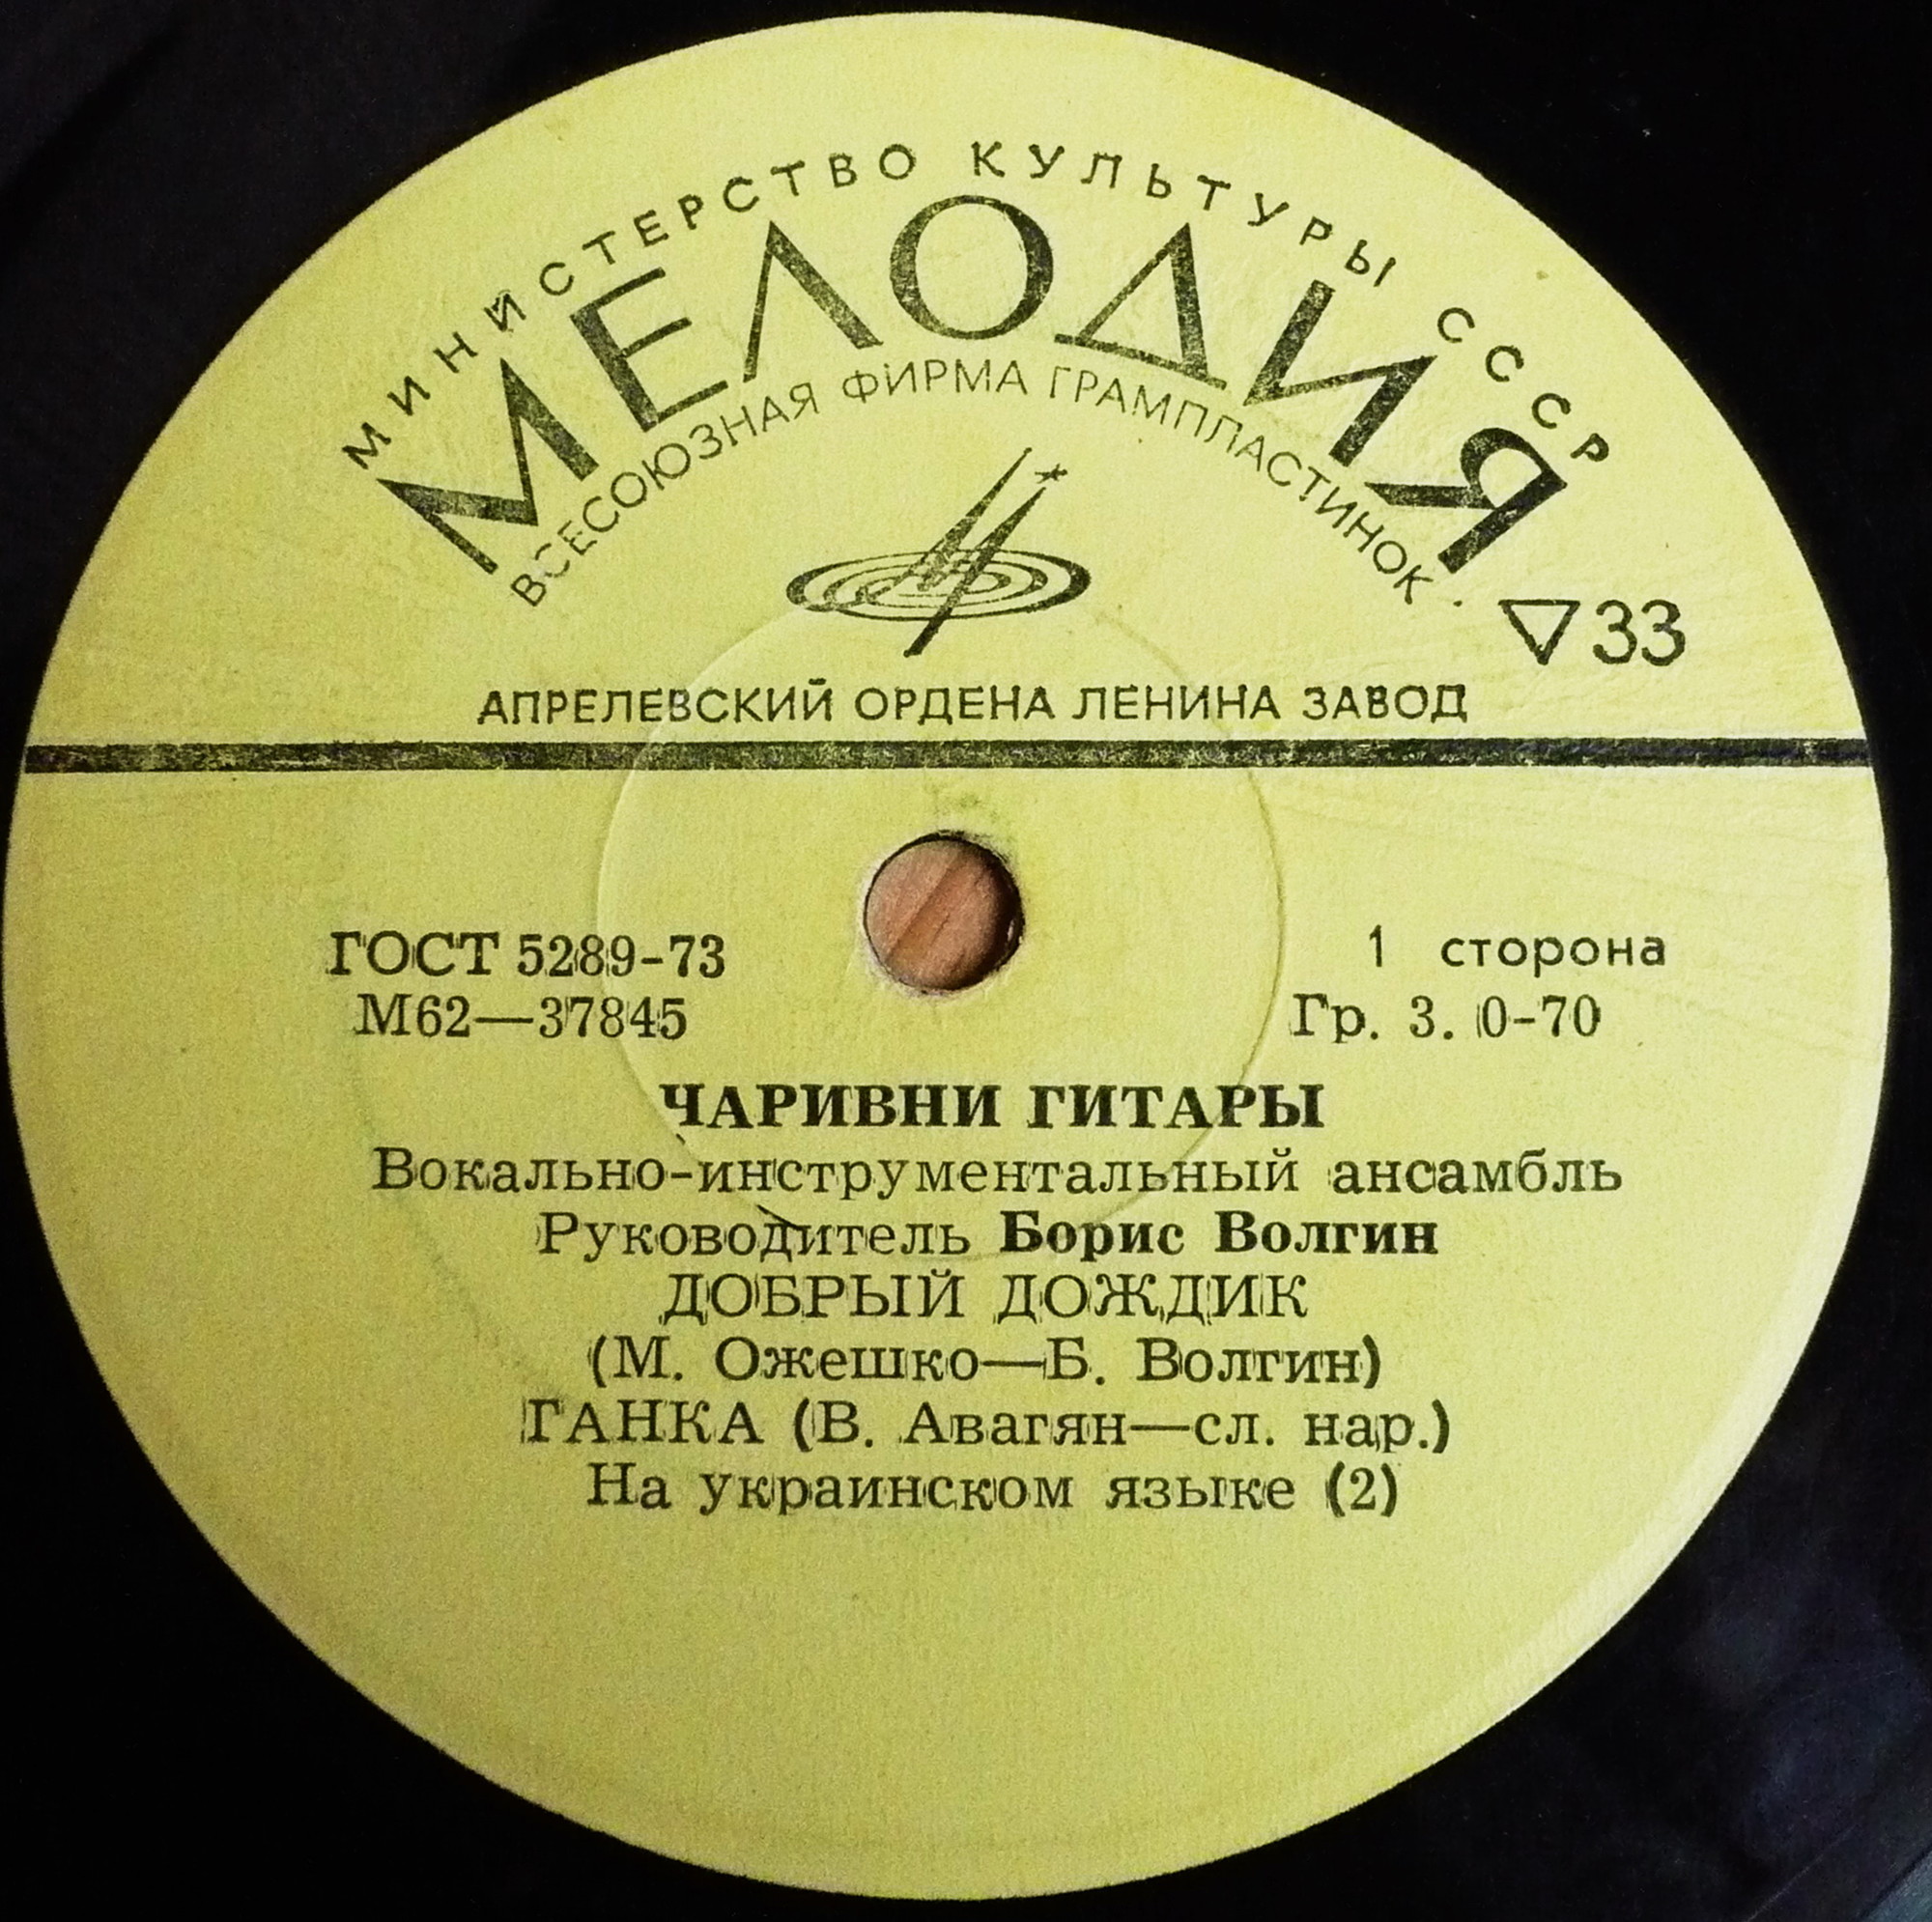 МИНИСТЕРСТВО КУЛЬТУРЫ СССР
МЕЛОДИЯ
ВСЕСОЮЗНАЯ ФИРМА ГРАМПЛАСТИНОК.
33
АПРЕЛЕВСКИЙ ОРДЕНА ЛЕНИНА ЗАВОД
ГОСТ 5289-73
1 сторона
М62—37845
Гр. 3. 0-70
ЧАРИВНИ ГИТАРЫ
Вокально-инструментальный ансамбль
Руководитель Борис Волгин
ДОБРЫЙ ДОЖДИК
(М. Ожешко—Б. Волгин)
ГАНКА (В. Авагян—сл. нар.)
На украинском языке (2)